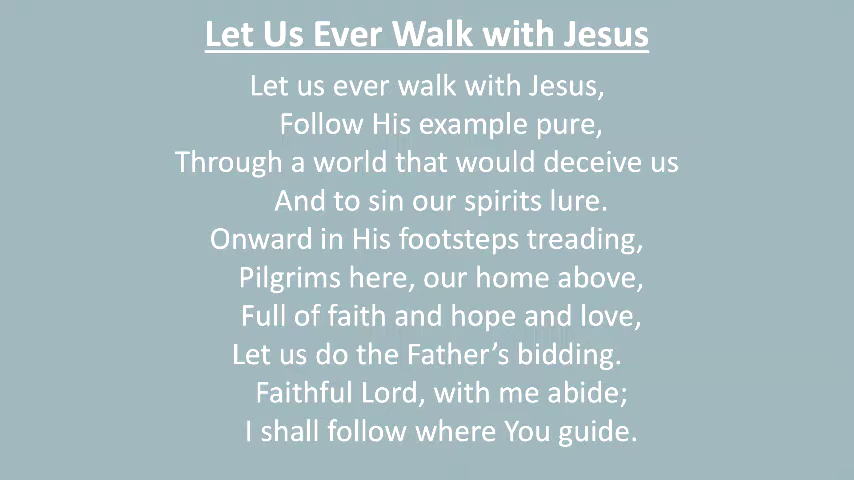 Let Us Ever Walk with Jesus
Let us ever walk with Jesus,
Follow His example pure,
Through a world that would deceive us
And to sin our spirits lure.
Onward in His footsteps treading,
Pilgrims here, our home above,
Full of faith and hope and love,
Let us do the Father’s bidding.
Faithful Lord, with me abide;
I shall follow where You guide.